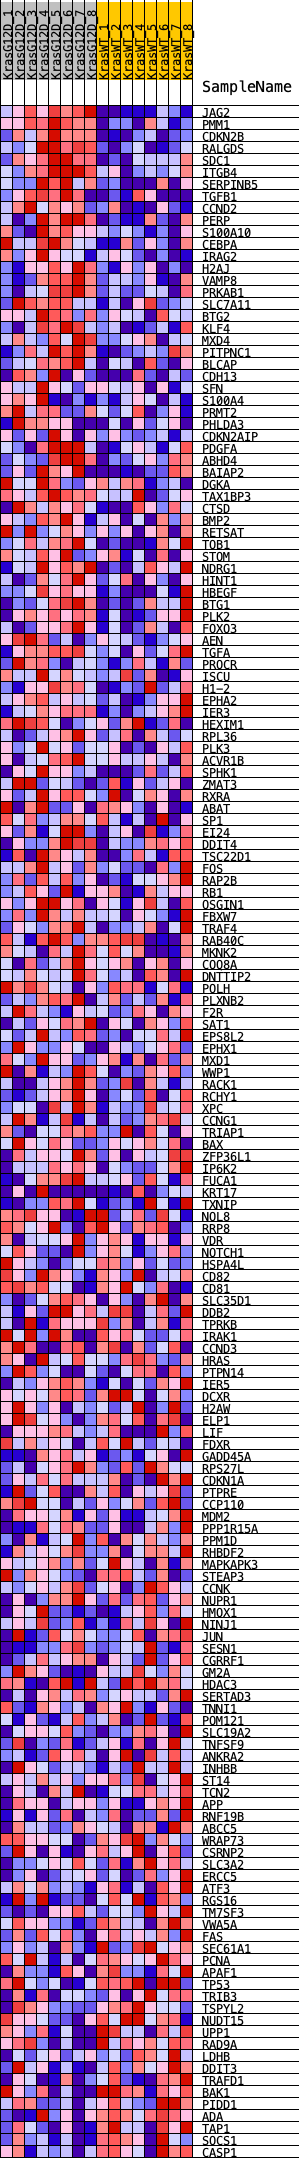 KrasG12D_1
KrasG12D_2
KrasG12D_3
KrasG12D_4
KrasG12D_5
KrasG12D_6
KrasG12D_7
KrasG12D_8
KrasWT_1
KrasWT_2
KrasWT_3
KrasWT_4
KrasWT_5
KrasWT_6
KrasWT_7
KrasWT_8
SampleName
JAG2
PMM1
CDKN2B
RALGDS
SDC1
ITGB4
SERPINB5
TGFB1
CCND2
PERP
S100A10
CEBPA
IRAG2
H2AJ
VAMP8
PRKAB1
SLC7A11
BTG2
KLF4
MXD4
PITPNC1
BLCAP
CDH13
SFN
S100A4
PRMT2
PHLDA3
CDKN2AIP
PDGFA
ABHD4
BAIAP2
DGKA
TAX1BP3
CTSD
BMP2
RETSAT
TOB1
STOM
NDRG1
HINT1
HBEGF
BTG1
PLK2
FOXO3
AEN
TGFA
PROCR
ISCU
H1-2
EPHA2
IER3
HEXIM1
RPL36
PLK3
ACVR1B
SPHK1
ZMAT3
RXRA
ABAT
SP1
EI24
DDIT4
TSC22D1
FOS
RAP2B
RB1
OSGIN1
FBXW7
TRAF4
RAB40C
MKNK2
COQ8A
DNTTIP2
POLH
PLXNB2
F2R
SAT1
EPS8L2
EPHX1
MXD1
WWP1
RACK1
RCHY1
XPC
CCNG1
TRIAP1
BAX
ZFP36L1
IP6K2
FUCA1
KRT17
TXNIP
NOL8
RRP8
VDR
NOTCH1
HSPA4L
CD82
CD81
SLC35D1
DDB2
TPRKB
IRAK1
CCND3
HRAS
PTPN14
IER5
DCXR
H2AW
ELP1
LIF
FDXR
GADD45A
RPS27L
CDKN1A
PTPRE
CCP110
MDM2
PPP1R15A
PPM1D
RHBDF2
MAPKAPK3
STEAP3
CCNK
NUPR1
HMOX1
NINJ1
JUN
SESN1
CGRRF1
GM2A
HDAC3
SERTAD3
TNNI1
POM121
SLC19A2
TNFSF9
ANKRA2
INHBB
ST14
TCN2
APP
RNF19B
ABCC5
WRAP73
CSRNP2
SLC3A2
ERCC5
ATF3
RGS16
TM7SF3
VWA5A
FAS
SEC61A1
PCNA
APAF1
TP53
TRIB3
TSPYL2
NUDT15
UPP1
RAD9A
LDHB
DDIT3
TRAFD1
BAK1
PIDD1
ADA
TAP1
SOCS1
CASP1